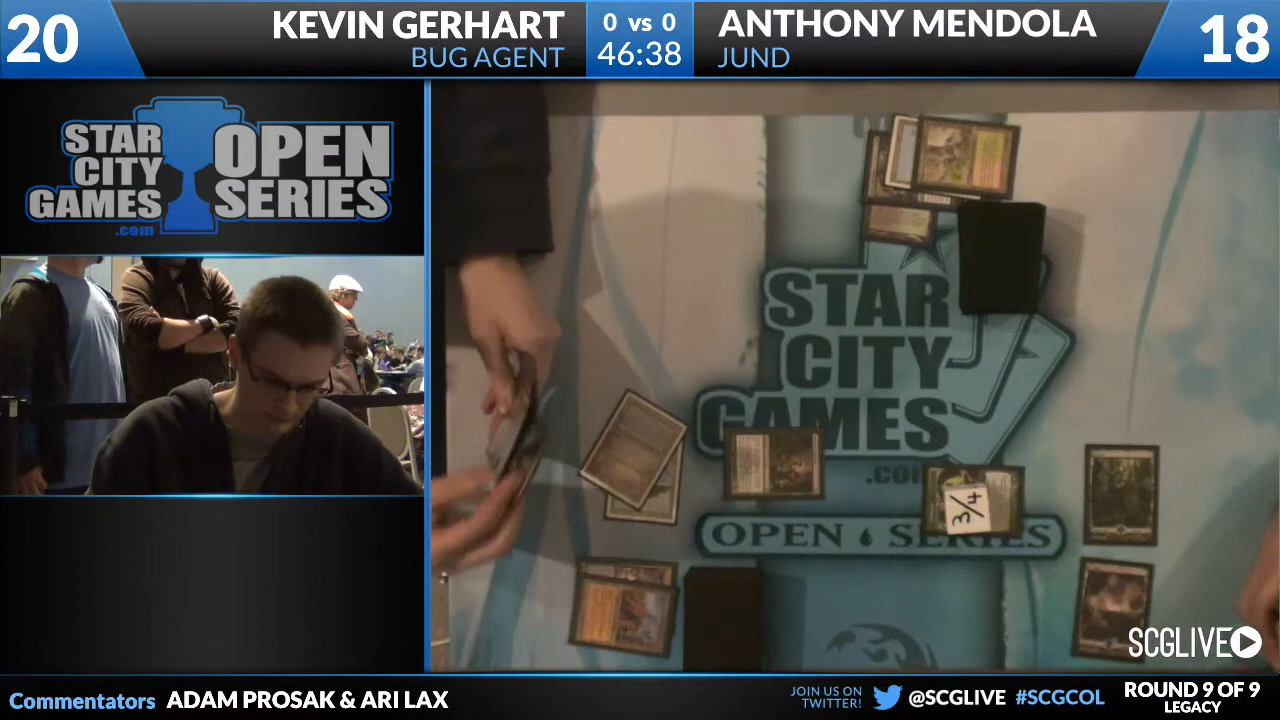 20
KEVIN GERHART
BUG AGENT
0 vs 0
46:38
ANTHONY MENDOLA
JUND
18
STAR
CITY
GAMES
.com
OPEN
SERIES
STAR
CITY
GAMES
OPEN SERIES
3/4
SCGLIVE
Commentators ADAM PROSAK & ARI LAX
JOIN US ON
TWITTER!
@SCGLIVE #SCGCOL
ROUND 9 OF 9
LEGACY